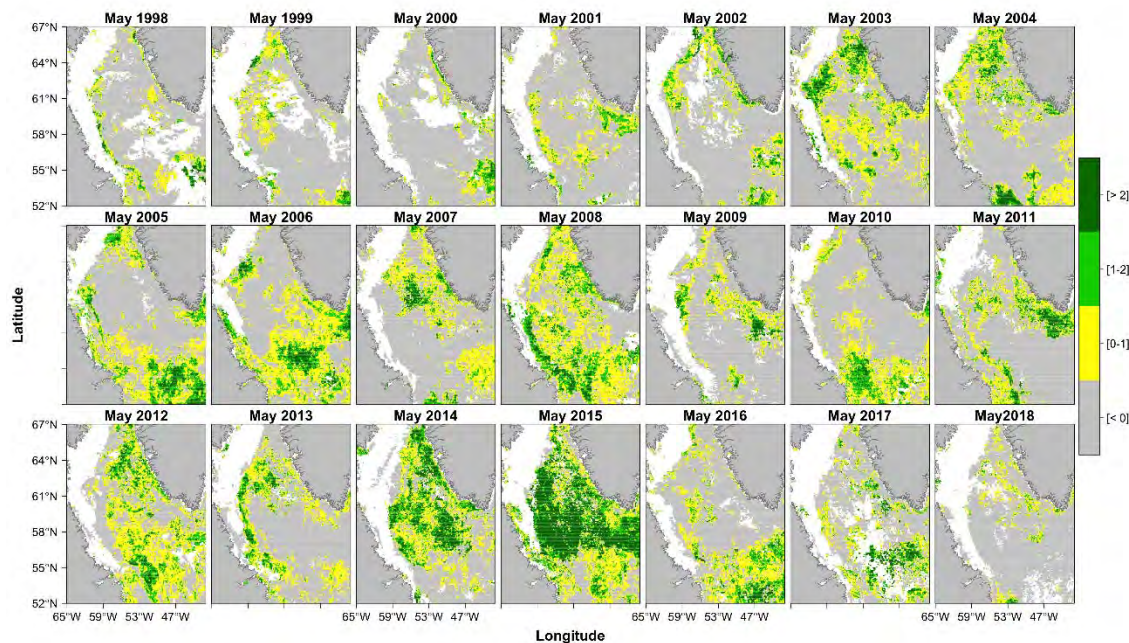 May 1998 May 1999 May 2000 May 2001 May 2002 May 2003 May 2004
67°N
64°N
61°N
58°N
55°N
52°N
May 2005 May 2006 May 2007 May 2008 May 2009 May 2010 May 2011
Latitude
[> 2]
[1-2]
[0-1]
[< 0]
May 2012 May 2013 May 2014 May 2015 May 2016 May 2017 May2018
67°N
64°N
61°N
58°N
55°N
52°N
65°W 59°W 53°W 47°W 65°W 59°W 53°W 47°W 65°W 59°W 53°W 47°W 65°W 59°W 53°W 47°W
Longitude